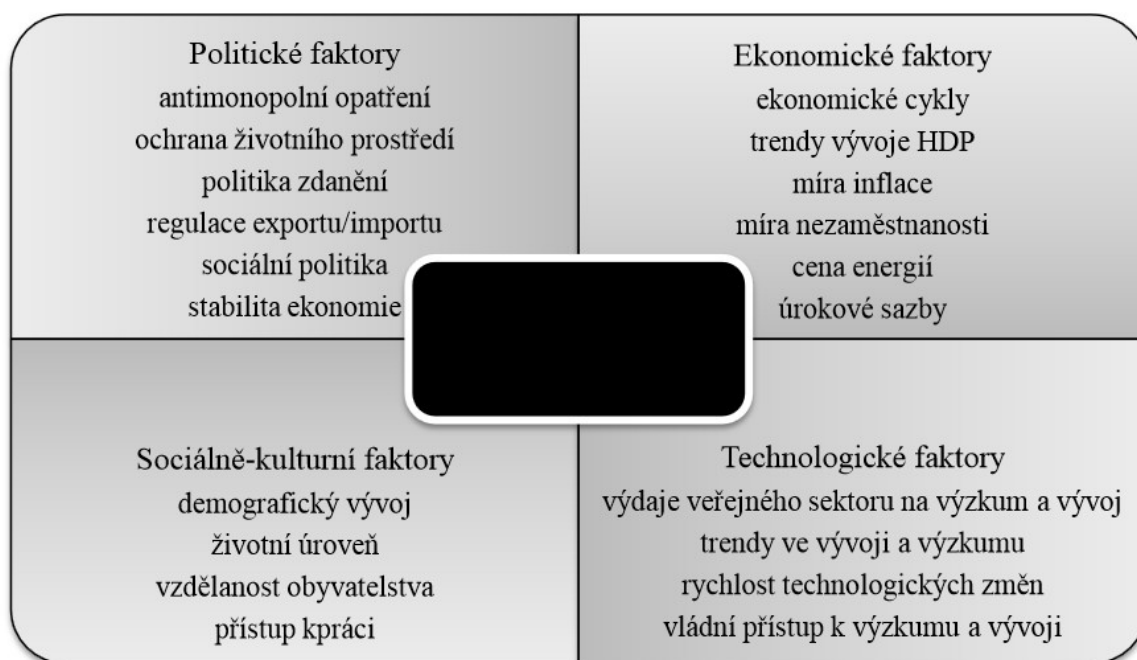 Politické faktory
antimonopolní opatření
ochrana životního prostředí
politika zdanění
regulace exportu/importu
sociální politika
stabilita ekonomie
Ekonomické faktory
ekonomické cykly
trendy vývoje HDP
míra inflace
míra nezaměstnanosti
cena energií
úrokové sazby
Sociálně-kulturní faktory
demografický vývoj
životní úroveň
vzdělanost obyvatelstva
přístup kpráci
Technologické faktory
výdaje veřejného sektoru na výzkum a vývoj
trendy ve vývoji a výzkumu
rychlost technologických změn
vládní přístup k výzkumu a vývoji